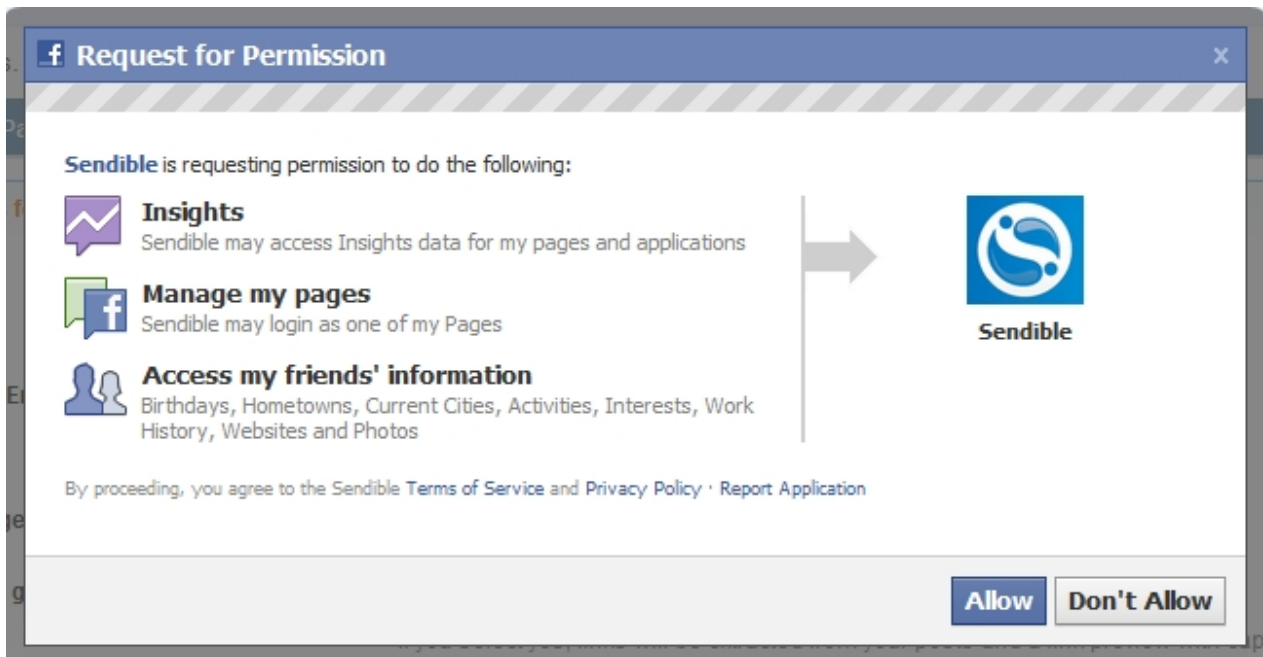 Request for Permission
x
Sendible is requesting permission to do the following:
Insights
Sendible may access Insights data for my pages and applications
Manage my pages
Sendible may login as one of my Pages
Access my friends' information
Birthdays, Hometowns, Current Cities, Activities, Interests, Work
History, Websites and Photos
Sendible
By proceeding, you agree to the Sendible Terms of Service and Privacy Policy · Report Application
Allow
Don't Allow